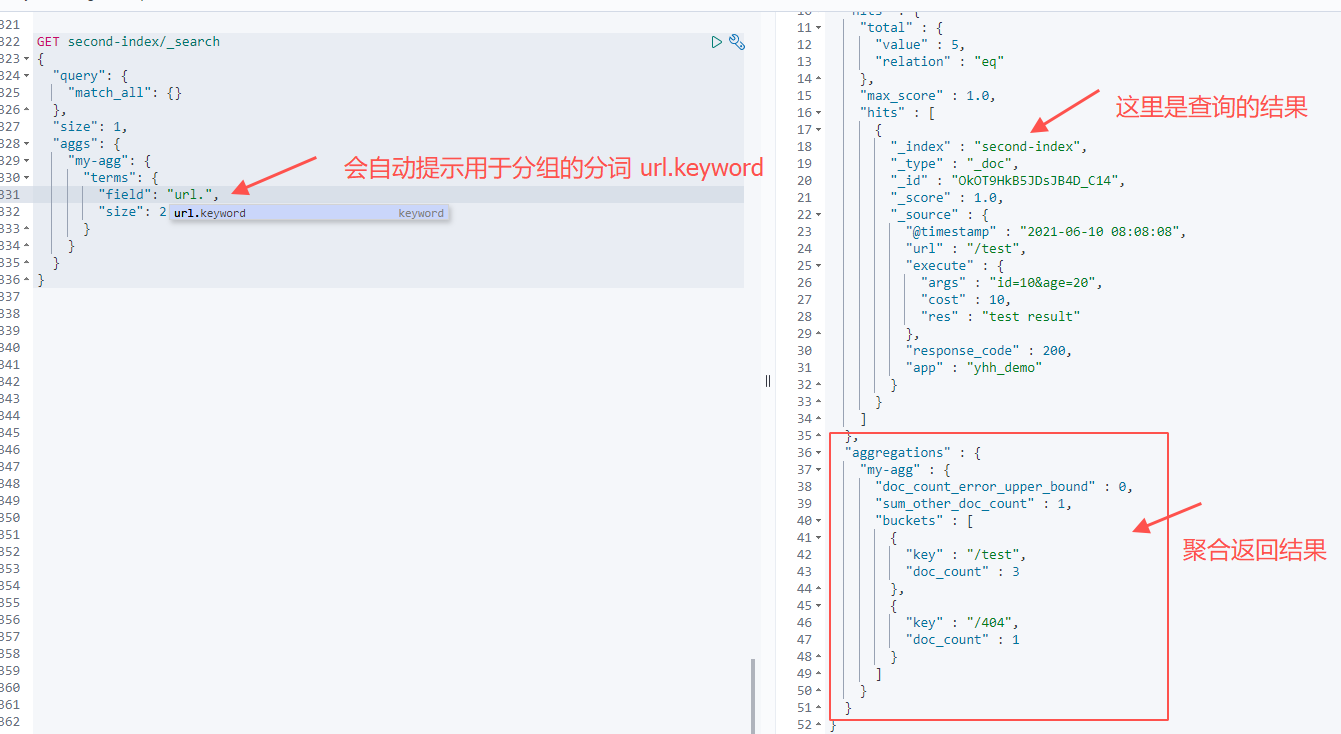 321
322 GET second-index/_search
323 {
324 "query": {
325 "match_all": {}
326 },
327 "size": 1,
328 "aggs": {
329 "my-agg": {
330 "terms": {
331 "field": "url.",
332 "size": 2
url.keyword keyword
333 }
334 }
335 }
336 }
337
338
339
340
341
342
343
344
345
346
347
348
349
350
351
352
353
354
355
356
357
358
359
360
361
362
会自动提示用于分组的分词 url.keyword
11 "total" : {
12 "value" : 5,
13 "relation" : "eq"
14 },
15 "max_score" : 1.0,
16 "hits" : [
17 {
18 "_index" : "second-index",
19 "_type" : "_doc",
20 "_id" : "OkOT9HkB5JDsJB4D_C14",
21 "_score" : 1.0,
22 "_source" : {
23 "@timestamp" : "2021-06-10 08:08:08",
24 "url" : "/test",
25 "execute" : {
26 "args" : "id=10&age=20",
27 "cost" : 10,
28 "res" : "test result"
29 },
30 "response_code" : 200,
31 "app" : "yhh_demo"
32 }
33 }
34 ]
35 },
36 "aggregations" : {
37 "my-agg" : {
38 "doc_count_error_upper_bound" : 0,
39 "sum_other_doc_count" : 1,
40 "buckets" : [
41 {
42 "key" : "/test",
43 "doc_count" : 3
44 },
45 {
46 "key" : "/404",
47 "doc_count" : 1
48 }
49 ]
50 }
51 }
52 }
这里是查询的结果
聚合返回结果